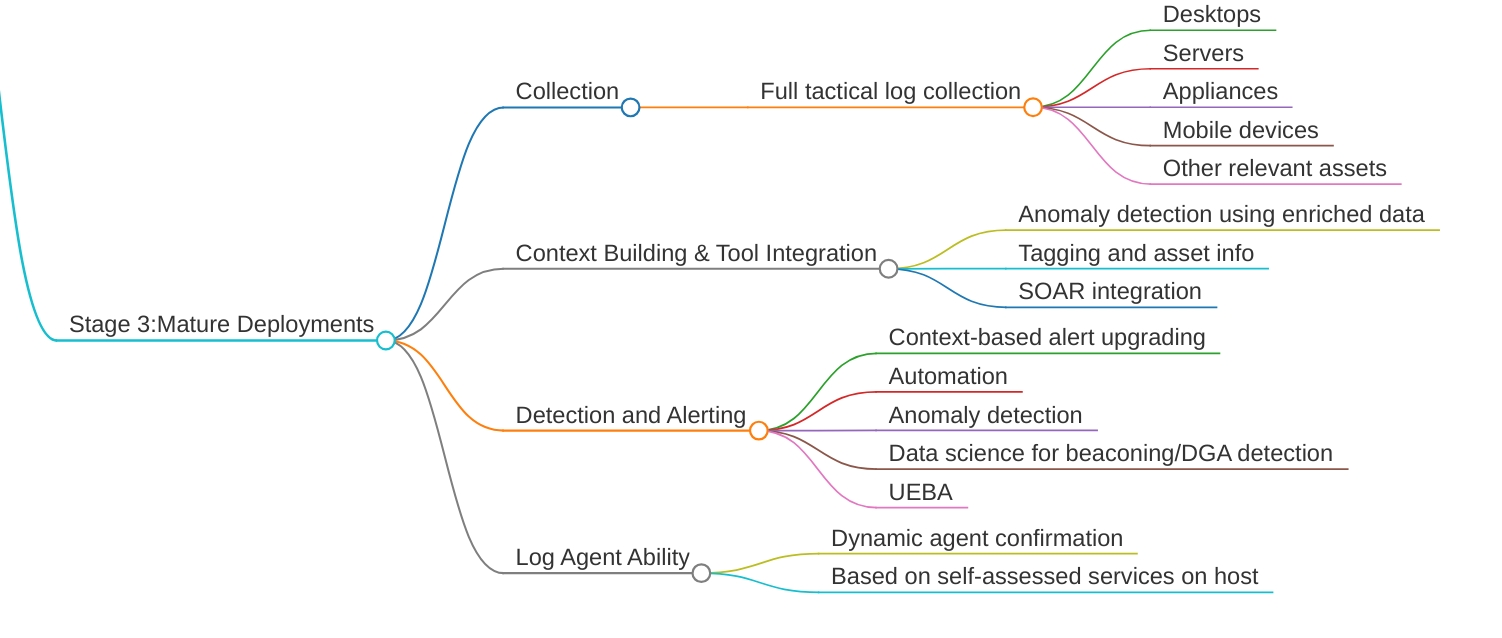 Stage 3:Mature Deployments
Collection
Full tactical log collection
Desktops
Servers
Appliances
Mobile devices
Other relevant assets
Context Building & Tool Integration
Anomaly detection using enriched data
Tagging and asset info
SOAR integration
Detection and Alerting
Context-based alert upgrading
Automation
Anomaly detection
Data science for beaconing/DGA detection
UEBA
Log Agent Ability
Dynamic agent confirmation
Based on self-assessed services on host